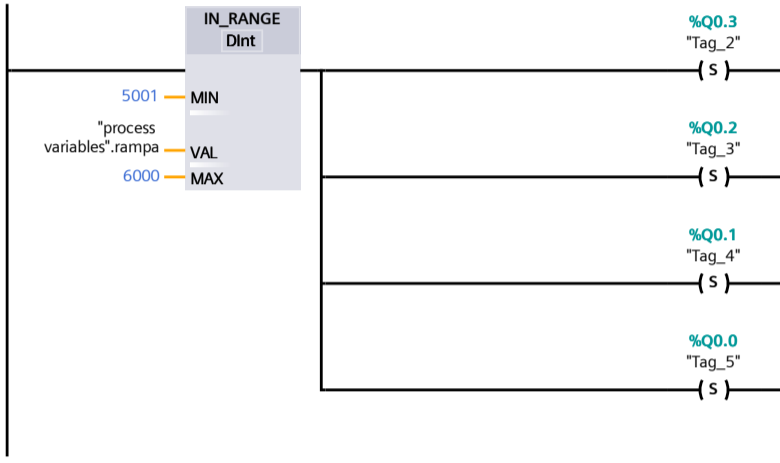 IN_RANGE
DInt
5001
MIN
"process
variables".rampa
VAL
6000
MAX
%Q0.3
"Tag_2"
S
%Q0.2
"Tag_3"
S
%Q0.1
"Tag_4"
S
%Q0.0
"Tag_5"
S